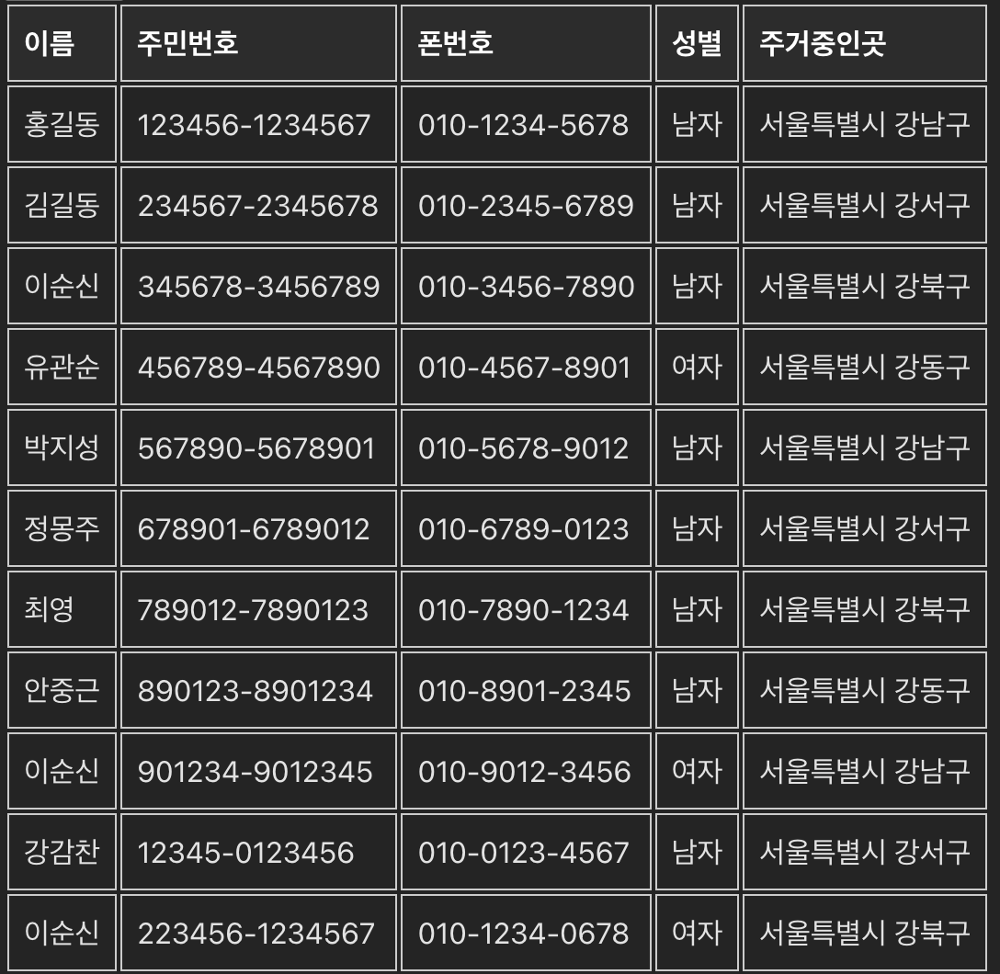 이름 주민번호 폰번호 성별 주거중인곳
홍길동 123456-1234567 010-1234-5678 남자 서울특별시 강남구
김길동 234567-2345678 010-2345-6789 남자 서울특별시 강서구
이순신 345678-3456789 010-3456-7890 남자 서울특별시 강북구
유관순 456789-4567890 010-4567-8901 여자 서울특별시 강동구
박지성 567890-5678901 010-5678-9012 남자 서울특별시 강남구
정몽주 678901-6789012 010-6789-0123 남자 서울특별시 강서구
최영 789012-7890123 010-7890-1234 남자 서울특별시 강북구
안중근 890123-8901234 010-8901-2345 남자 서울특별시 강동구
이순신 901234-9012345 010-9012-3456 여자 서울특별시 강남구
강감찬 12345-0123456 010-0123-4567 남자 서울특별시 강서구
이순신 223456-1234567 010-1234-0678 여자 서울특별시 강북구